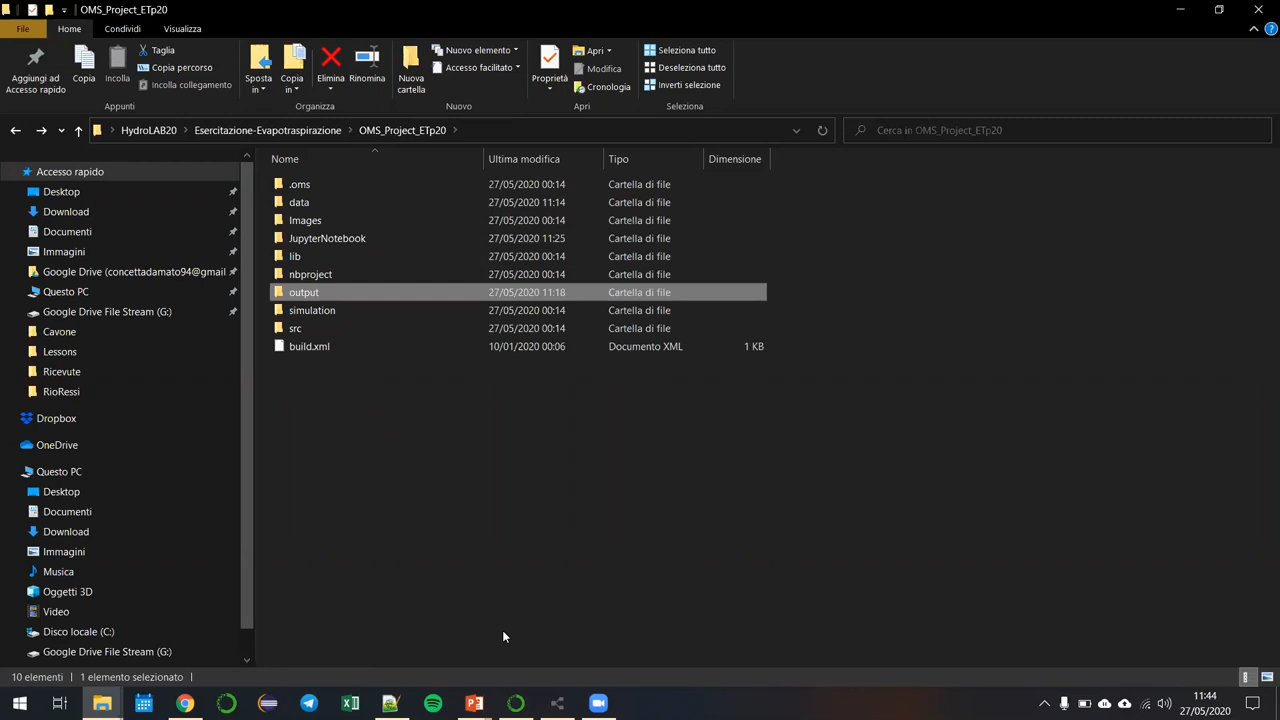 OMS_Project_ETp20
File
Home
Condividi
Visualizza
Aggiungi ad
Accesso rapido
Copia
Incolla
Taglia
Copia percorso
Incolla collegamento
Appunti
Sposta
in
Copia
in
Elimina
Rinomina
Organizza
Nuova
cartella
Nuovo elemento
Accesso facilitato
Nuovo
Proprietà
Apri
Modifica
Cronologia
Apri
Seleziona tutto
Deseleziona tutto
Inverti selezione
Seleziona
HydroLAB20 > Esercitazione-Evapotraspirazione > OMS_Project_ETp20 >
Cerca in OMS_Project_ETp20
Accesso rapido
Desktop
Download
Documenti
Immagini
Google Drive (concettadamato94@gmail
Questo PC
Google Drive File Stream (G:)
Cavone
Lessons
Ricevute
RioRessi
Dropbox
OneDrive
Questo PC
Desktop
Documenti
Download
Immagini
Musica
Oggetti 3D
Video
Disco locale (C:)
Google Drive File Stream (G:)
Nome Ultima modifica Tipo Dimensione
.oms 27/05/2020 00:14 Cartella di file
data 27/05/2020 11:14 Cartella di file
Images 27/05/2020 00:14 Cartella di file
JupyterNotebook 27/05/2020 11:25 Cartella di file
lib 27/05/2020 00:14 Cartella di file
nbproject 27/05/2020 00:14 Cartella di file
output 27/05/2020 11:18 Cartella di file
simulation 27/05/2020 00:14 Cartella di file
src 27/05/2020 00:14 Cartella di file
build.xml 10/01/2020 00:06 Documento XML 1 KB
10 elementi 1 elemento selezionato
11:44
27/05/2020